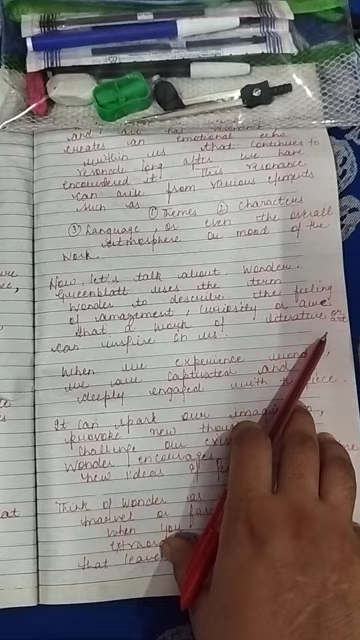 and art has resonance
creates an emotional echo
within us that continues to
resonate long after we have
encountered it. This resonance
can arise from various elements
such as ① Themes ② Characters
③ Language, or even the overall
atmosphere or mood of the
work.
Now, let's talk about wonder.
Greenblatt uses the term
wonder to describe the feeling
of amazement, curiosity or awe
that a work of literature or art
can inspire in us.
When we experience wonder,
we are captivated and
deeply engaged with the piece.
It can spark our
provoke new
challenge our
Wonder encourages
new ideas
Think of wonder as
marvel or
when you
that leave